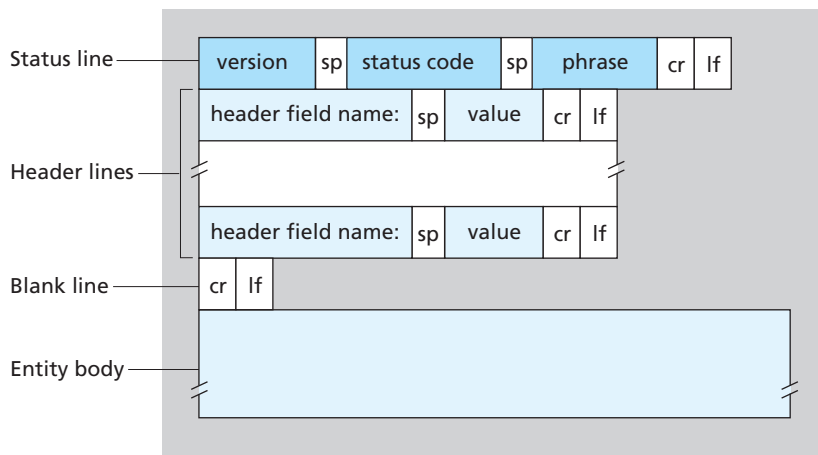 Status line version sp status code sp phrase cr lf
header field name: sp value cr lf
Header lines
header field name: sp value cr lf
Blank line cr lf
Entity body